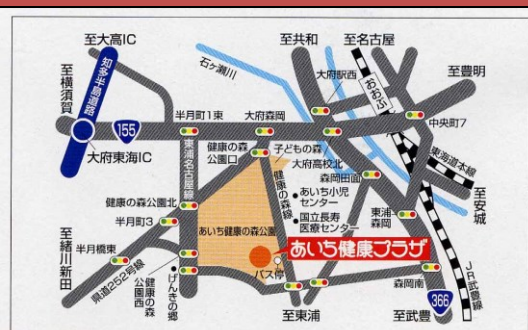 至大高IC
至共和
至名古屋
知多半島道路
石ヶ瀬川
至横須賀
大府駅西
おおぶ
至豊明
半月町1東
大府森岡
155
中央町7
大府東海IC
東浦名古屋線
健康の森
公園口
子どもの森
大府高校北
東海道本線
森岡田面
健康の森線
あいち小児
センター
至安城
健康の森公園北
国立長寿
医療センター
東浦
森岡
半月町3
あいち健康の森公園
あいち健康プラザ
半月橋東
バス停
至緒川新田
県道252号線
健康の森
公園西
げんきの郷
森岡南
JR武豊線
366
至東浦
至武豊